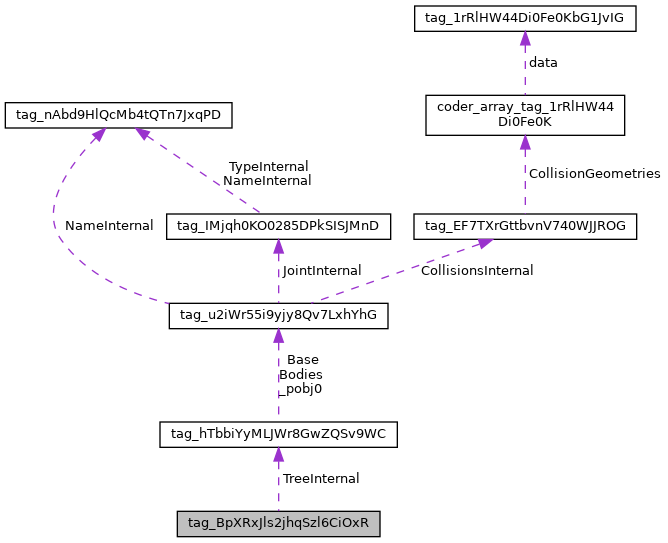 tag_1rRlHW44Di0Fe0KbG1JvIG
data
tag_nAbd9HlQcMb4tQTn7JxqPD
coder_array_tag_1rRlHW44
Di0Fe0K
TypeInternal
NameInternal
CollisionGeometries
NameInternal
tag_IMjqh0KO0285DPkSISJMnD
tag_EF7TXrGttbvnV740WJJROG
JointInternal
CollisionsInternal
tag_u2iWr55i9yjy8Qv7LxhYhG
Base
Bodies
_pobj0
tag_hTbbiYyMLJWr8GwZQSv9WC
TreeInternal
tag_BpXRxJls2jhqSzl6CiOxR